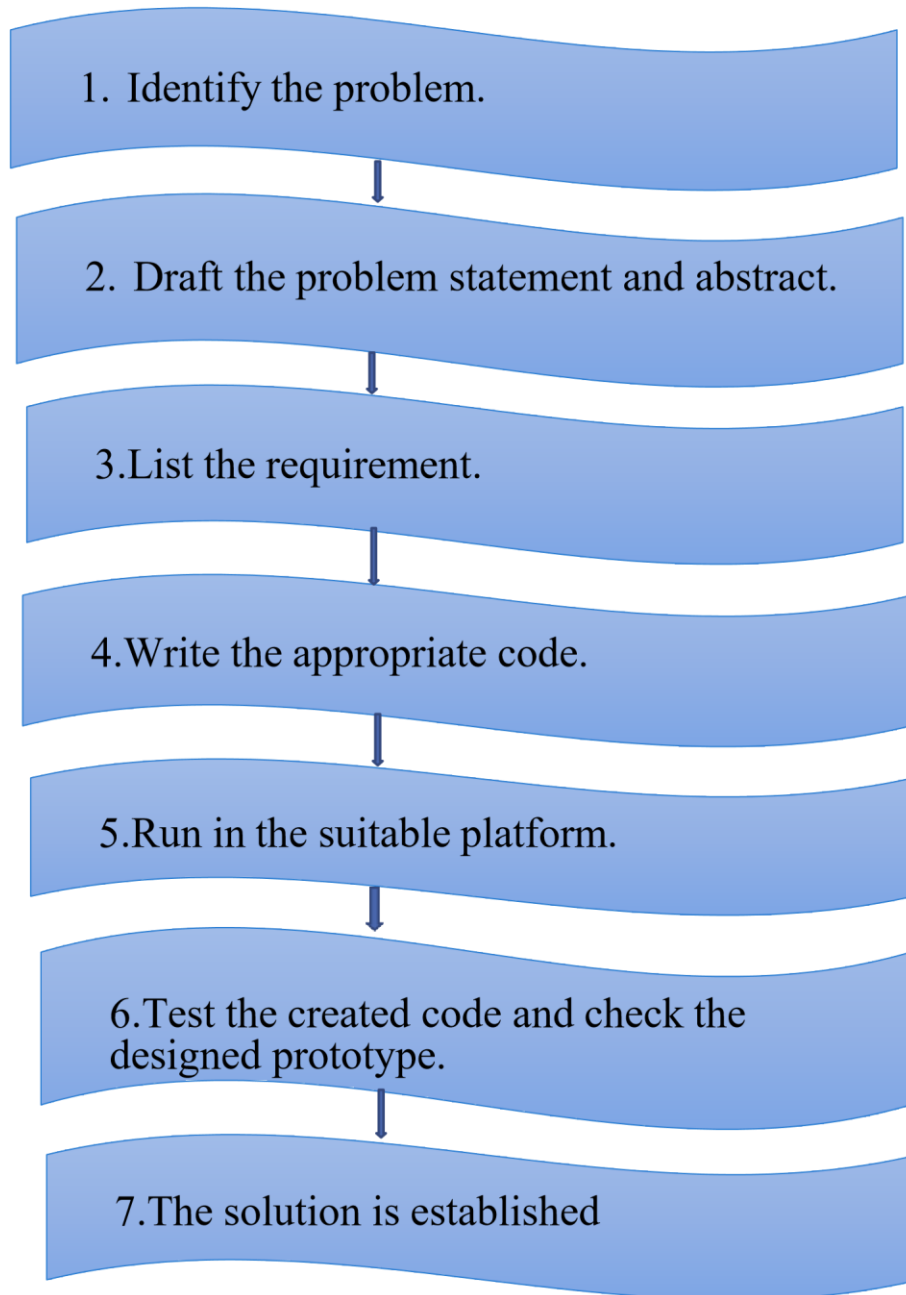 1. Identify the problem.
2. Draft the problem statement and abstract.
3.List the requirement.
4.Write the appropriate code.
5.Run in the suitable platform.
6.Test the created code and check the
designed prototype.
7.The solution is established